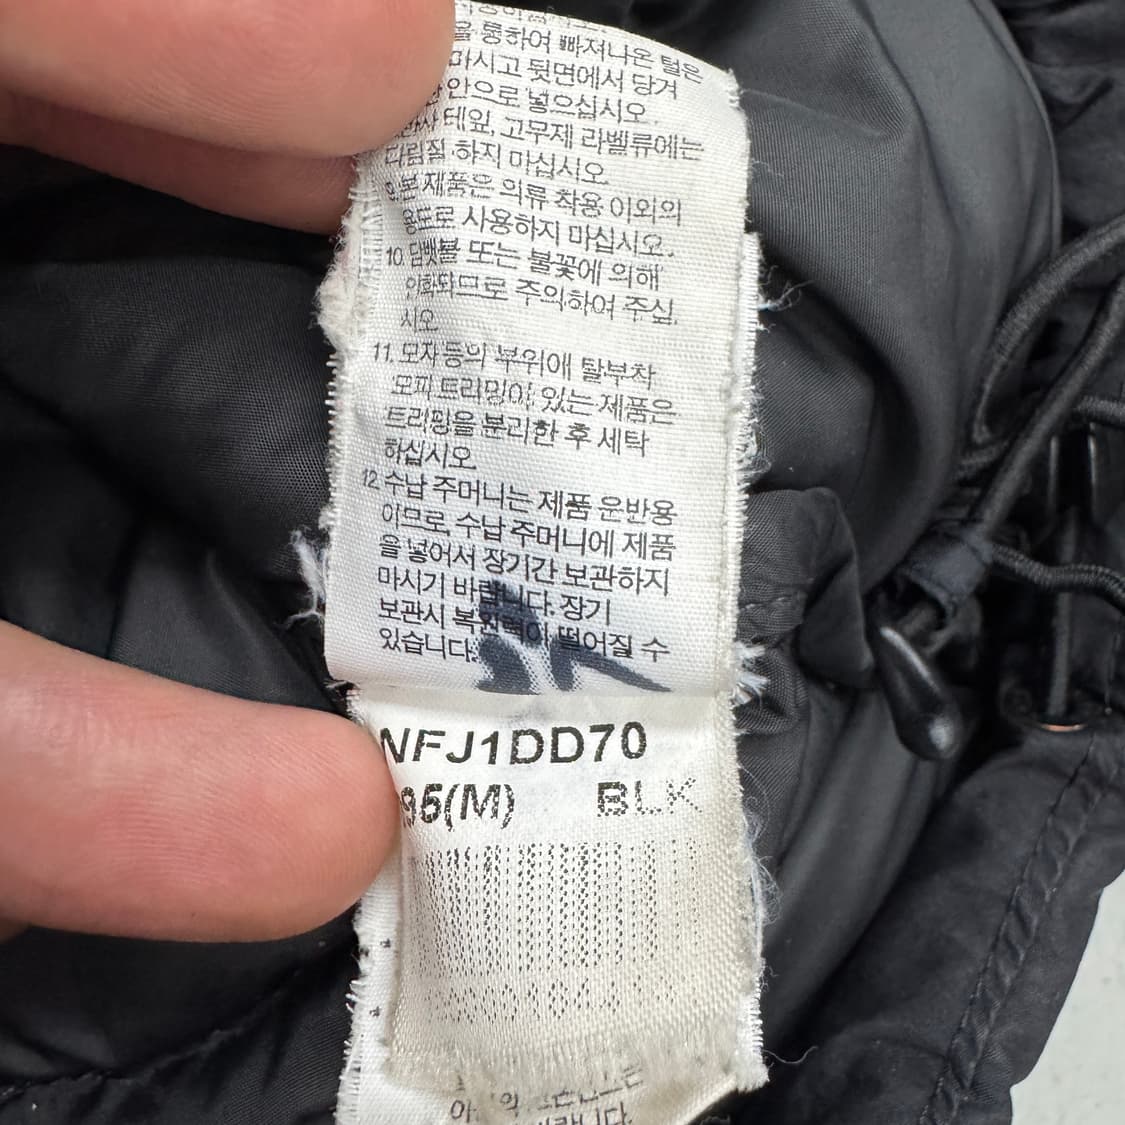 을 통하여 빠져나온 털은
마시고 뒷면에서 당겨
안으로 넣으십시오.
테잎, 고무제 라벨류에는
다림질 하지 마십시오.
9. 본 제품은 의류 착용 이외의
용도로 사용하지 마십시오.
10. 담뱃불 또는 불꽃에 의해
인화되므로 주의하여 주십
시오.
11. 모자 등의 부위에 탈부착
모피 트리밍이 있는 제품은
트리밍을 분리한 후 세탁
하십시오.
12. 수납 주머니는 제품 운반용
이므로 수납 주머니에 제품
을 넣어서 장기간 보관하지
마시기 바랍니다. 장기
보관시 복원력이 떨어질 수
있습니다.
NFJ1DD70
95(M) BLK